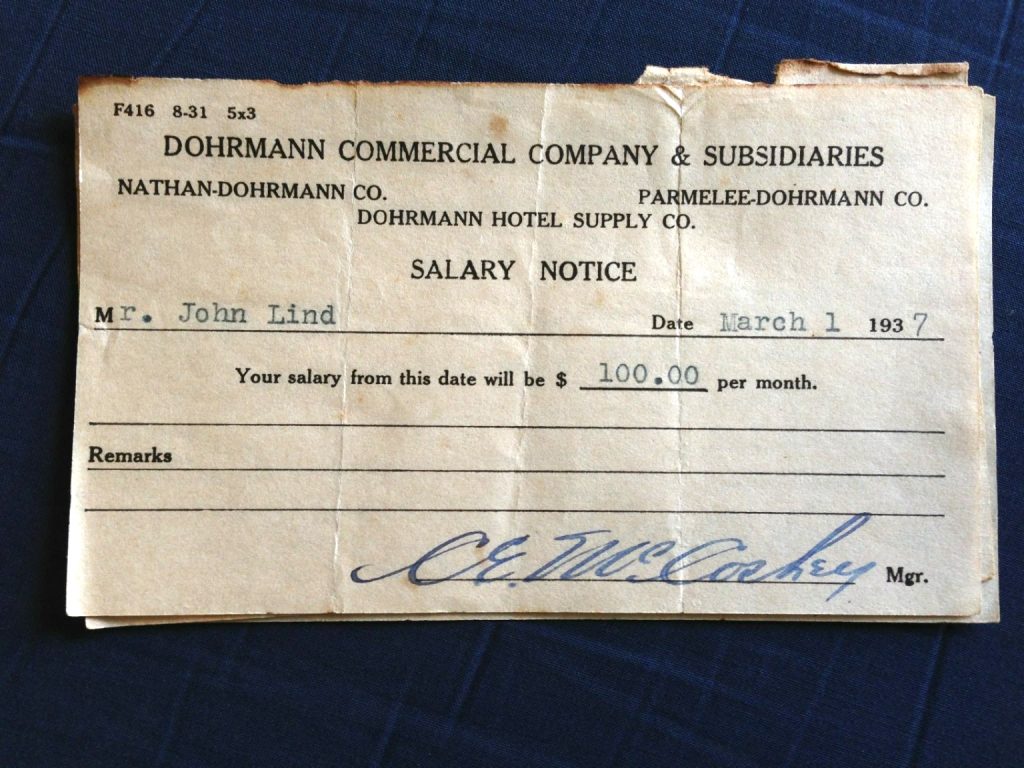 F416 8-31 5x3
DOHRMANN COMMERCIAL COMPANY & SUBSIDIARIES
NATHAN-DOHRMANN CO. PARMELEE-DOHRMANN CO.
DOHRMANN HOTEL SUPPLY CO.
SALARY NOTICE
Mr. John Lind Date March 1 1937
Your salary from this date will be $ 100.00 per month.
Remarks
C.E. McCoskey Mgr.